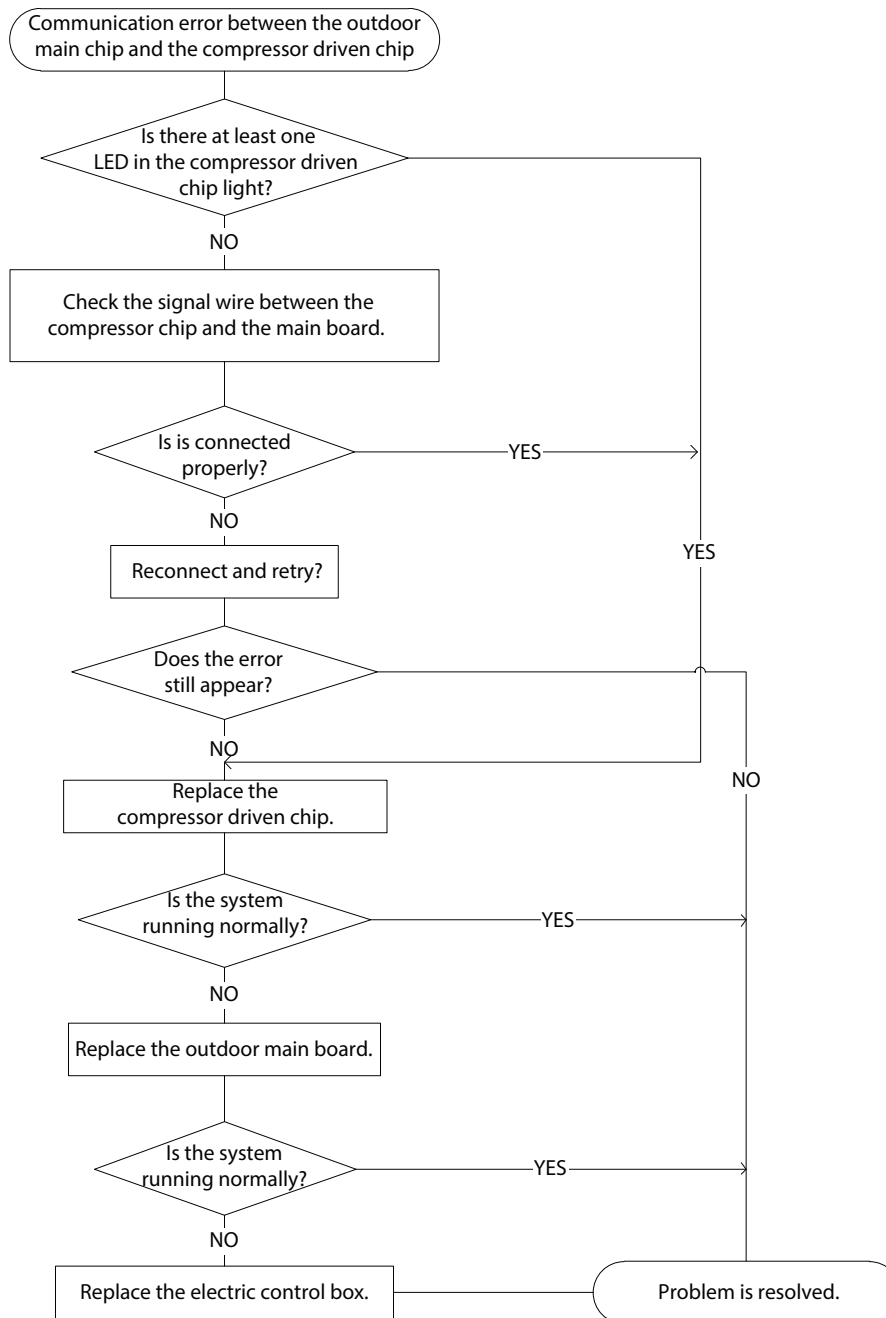 Communication error between the outdoor
main chip and the compressor driven chip
Is there at least one
LED in the compressor driven
chip light?
NO
Check the signal wire between the
compressor chip and the main board.
Is is connected
properly?
YES
NO
YES
Reconnect and retry?
Does the error
still appear?
NO
NO
Replace the
compressor driven chip.
Is the system
running normally?
YES
NO
Replace the outdoor main board.
Is the system
running normally?
YES
NO
Replace the electric control box.
Problem is resolved.